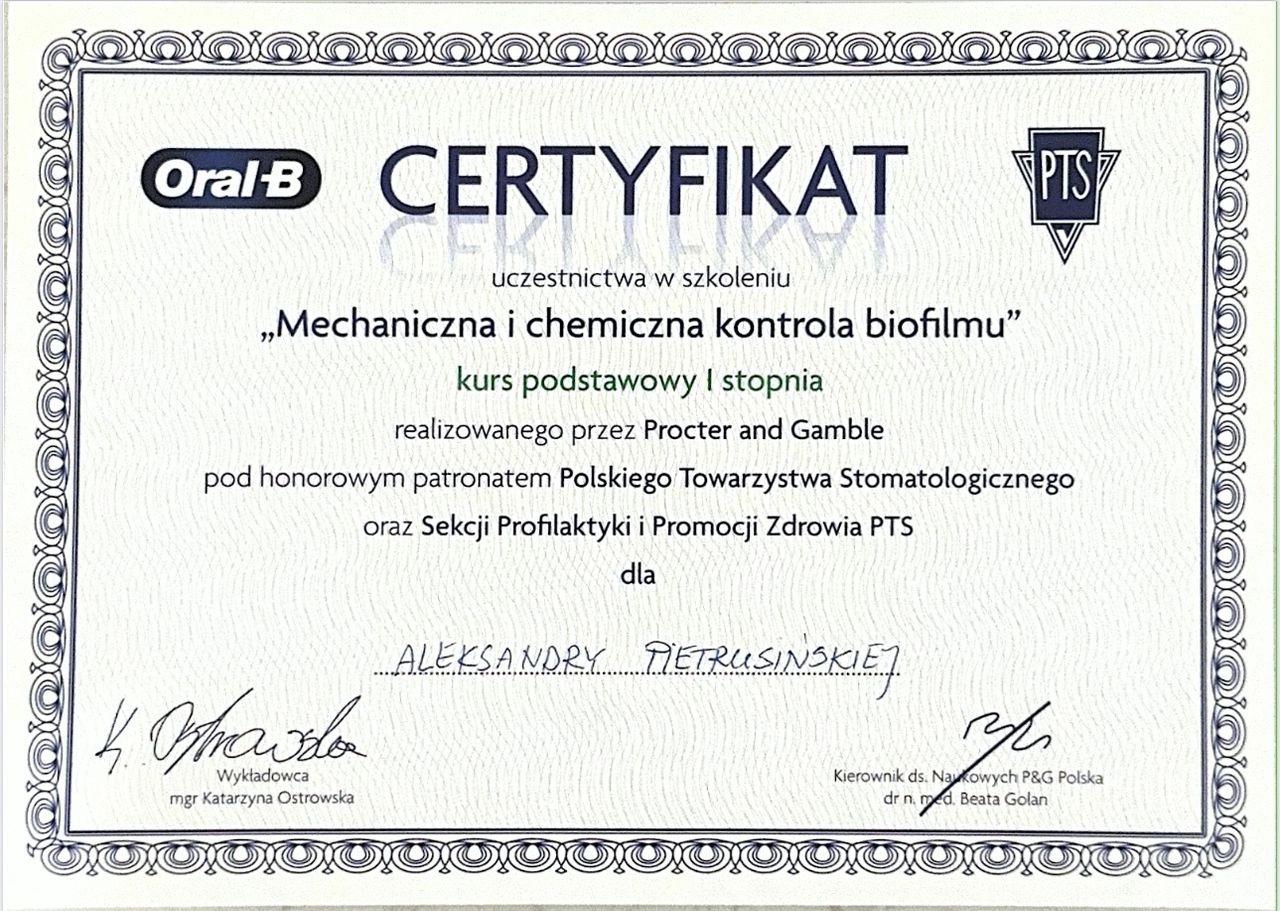 Oral-B
CERTYFIKAT
PTS
uczestnictwa w szkoleniu
„Mechaniczna i chemiczna kontrola biofilmu”
kurs podstawowy I stopnia
realizowanego przez Procter and Gamble
pod honorowym patronatem Polskiego Towarzystwa Stomatologicznego
oraz Sekcji Profilaktyki i Promocji Zdrowia PTS
dla
ALEKSANDRY PIETRUSIŃSKIEJ
K. Ostrowska
Wykładowca
mgr Katarzyna Ostrowska
Kierownik ds. Naukowych P&G Polska
dr n. med. Beata Golan